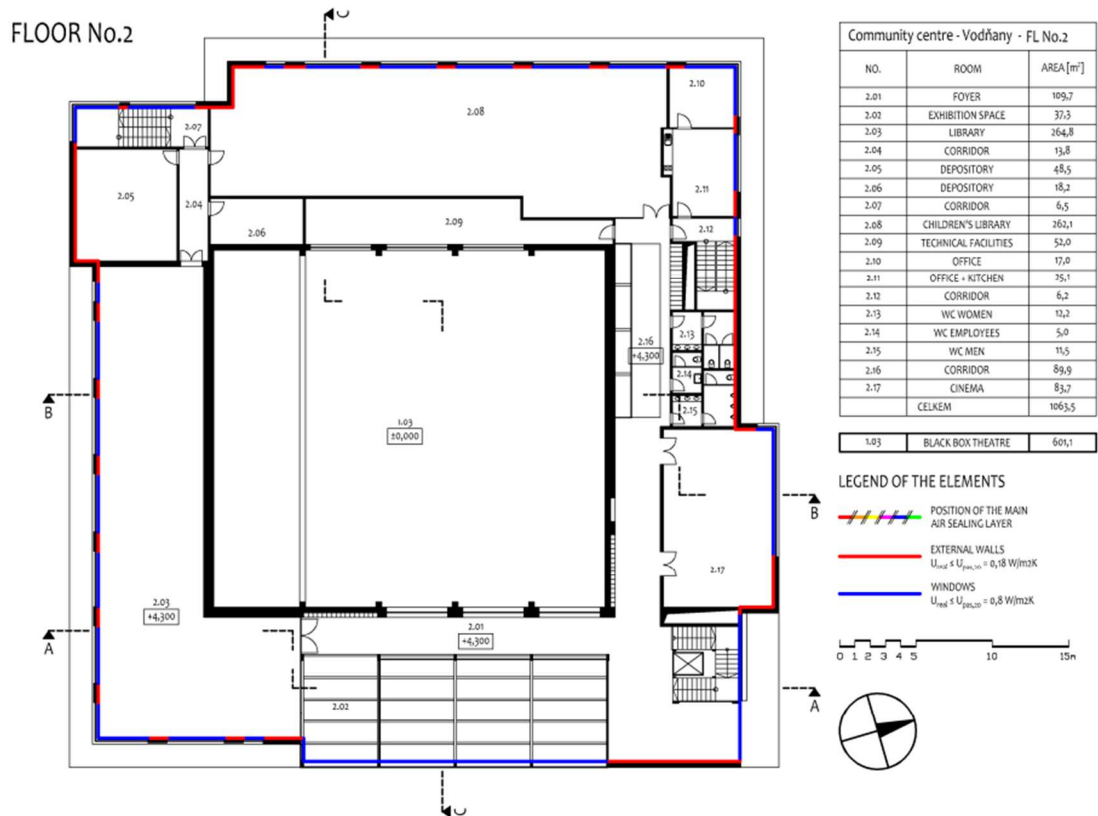 FLOOR No.2
Community centre - Vodňany - FL No.2
NO. ROOM AREA [m²]
2.01 FOYER 109,7
2.02 EXHIBITION SPACE 37,3
2.03 LIBRARY 264,8
2.04 CORRIDOR 13,8
2.05 DEPOSITORY 48,5
2.06 DEPOSITORY 18,2
2.07 CORRIDOR 6,5
2.08 CHILDREN'S LIBRARY 262,1
2.09 TECHNICAL FACILITIES 52,0
2.10 OFFICE 17,0
2.11 OFFICE + KITCHEN 25,1
2.12 CORRIDOR 6,2
2.13 WC WOMEN 12,2
2.14 WC EMPLOYEES 5,0
2.15 WC MEN 11,5
2.16 CORRIDOR 89,9
2.17 CINEMA 83,7
CELKEM 1063,5
1.03 BLACK BOX THEATRE 601,1
LEGEND OF THE ELEMENTS
POSITION OF THE MAIN
AIR SEALING LAYER
EXTERNAL WALLS
U ≤ U = 0,18 W/m2K
WINDOWS
U ≤ U = 0,8 W/m2K
0 1 2 3 4 5 10 15m
C
2.10
2.08
2.07
2.11
2.05
2.04
2.06
2.09
2.12
2.13
2.16
+4,300
2.14
2.15
B
1.03
±0,000
B
2.17
2.03
+4,300
2.01
+4,300
A
2.02
A
C